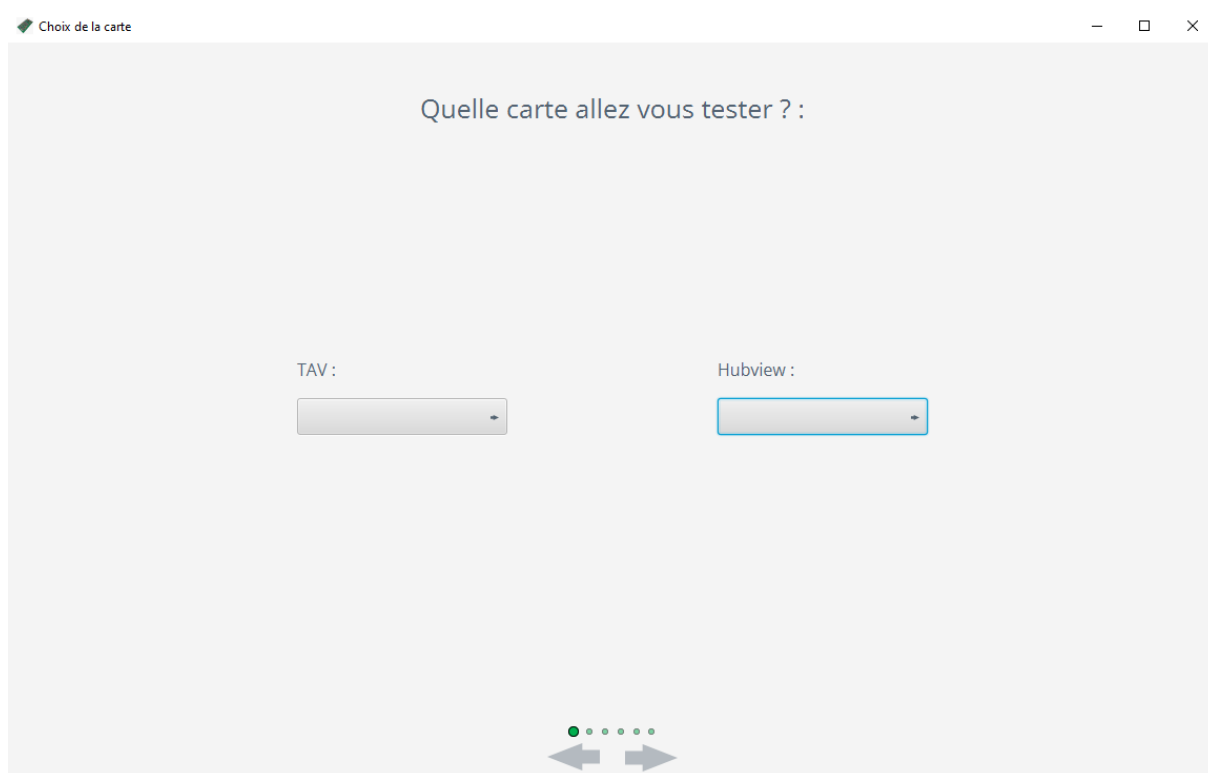 Choix de la carte
Quelle carte allez vous tester ? :
TAV :
Hubview :